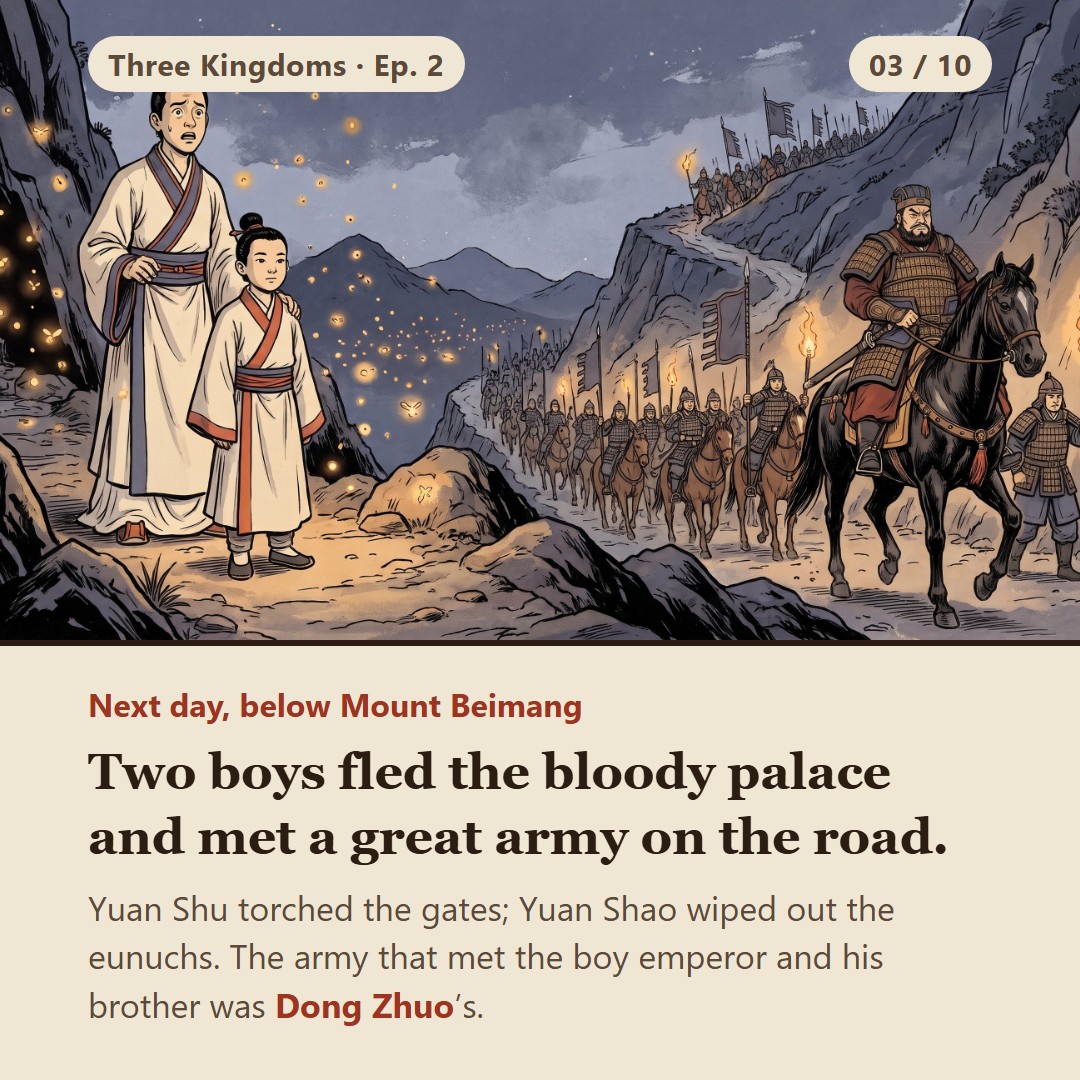 Three Kingdoms · Ep. 2
03 / 10
Next day, below Mount Beimang
Two boys fled the bloody palace
and met a great army on the road.
Yuan Shu torched the gates; Yuan Shao wiped out the
eunuchs. The army that met the boy emperor and his
brother was Dong Zhuo’s.